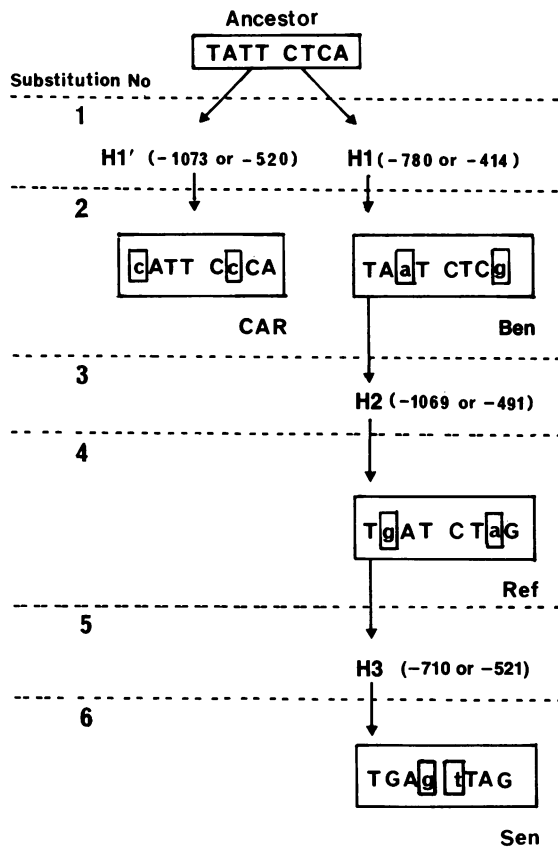 Ancestor
TATT CTCA
Substitution No
1
H1′ (-1073 or -520) H1 (-780 or -414)
2
cATT CcCA TAaT CTCg
CAR Ben
3
H2 (-1069 or -491)
4
TgAT CTaG
Ref
5
H3 (-710 or -521)
6
TGAg tTAG
Sen